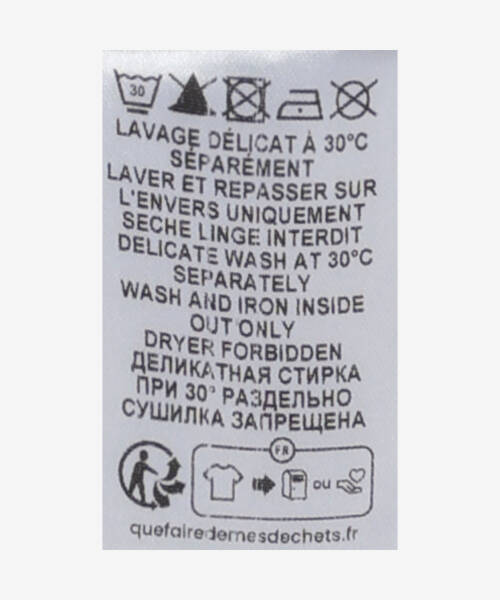 30
LAVAGE DÉLICAT À 30°C
SÉPARÉMENT
LAVER ET REPASSER SUR
L'ENVERS UNIQUEMENT
SECHE LINGE INTERDIT
DELICATE WASH AT 30°C
SEPARATELY
WASH AND IRON INSIDE
OUT ONLY
DRYER FORBIDDEN
ДЕЛИКАТНАЯ СТИРКА
ПРИ 30° РАЗДЕЛЬНО
СУШИЛКА ЗАПРЕЩЕНА
FR
ou
quefairedemesdechets.fr